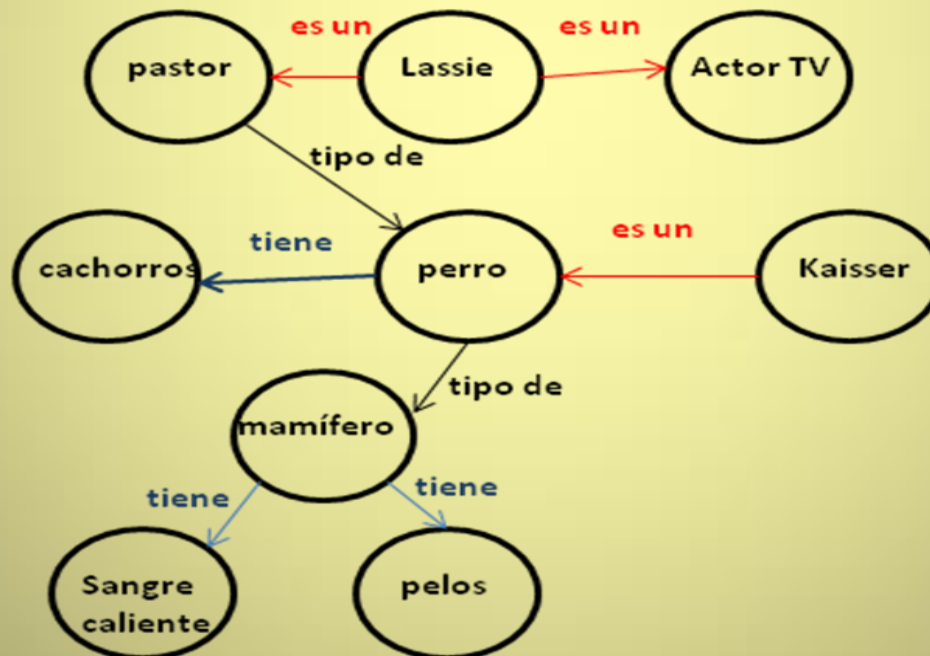 es un
es un
pastor
Lassie
Actor TV
tipo de
tiene
es un
cachorros
perro
Kaisser
tipo de
mamífero
tiene
tiene
Sangre
caliente
pelos